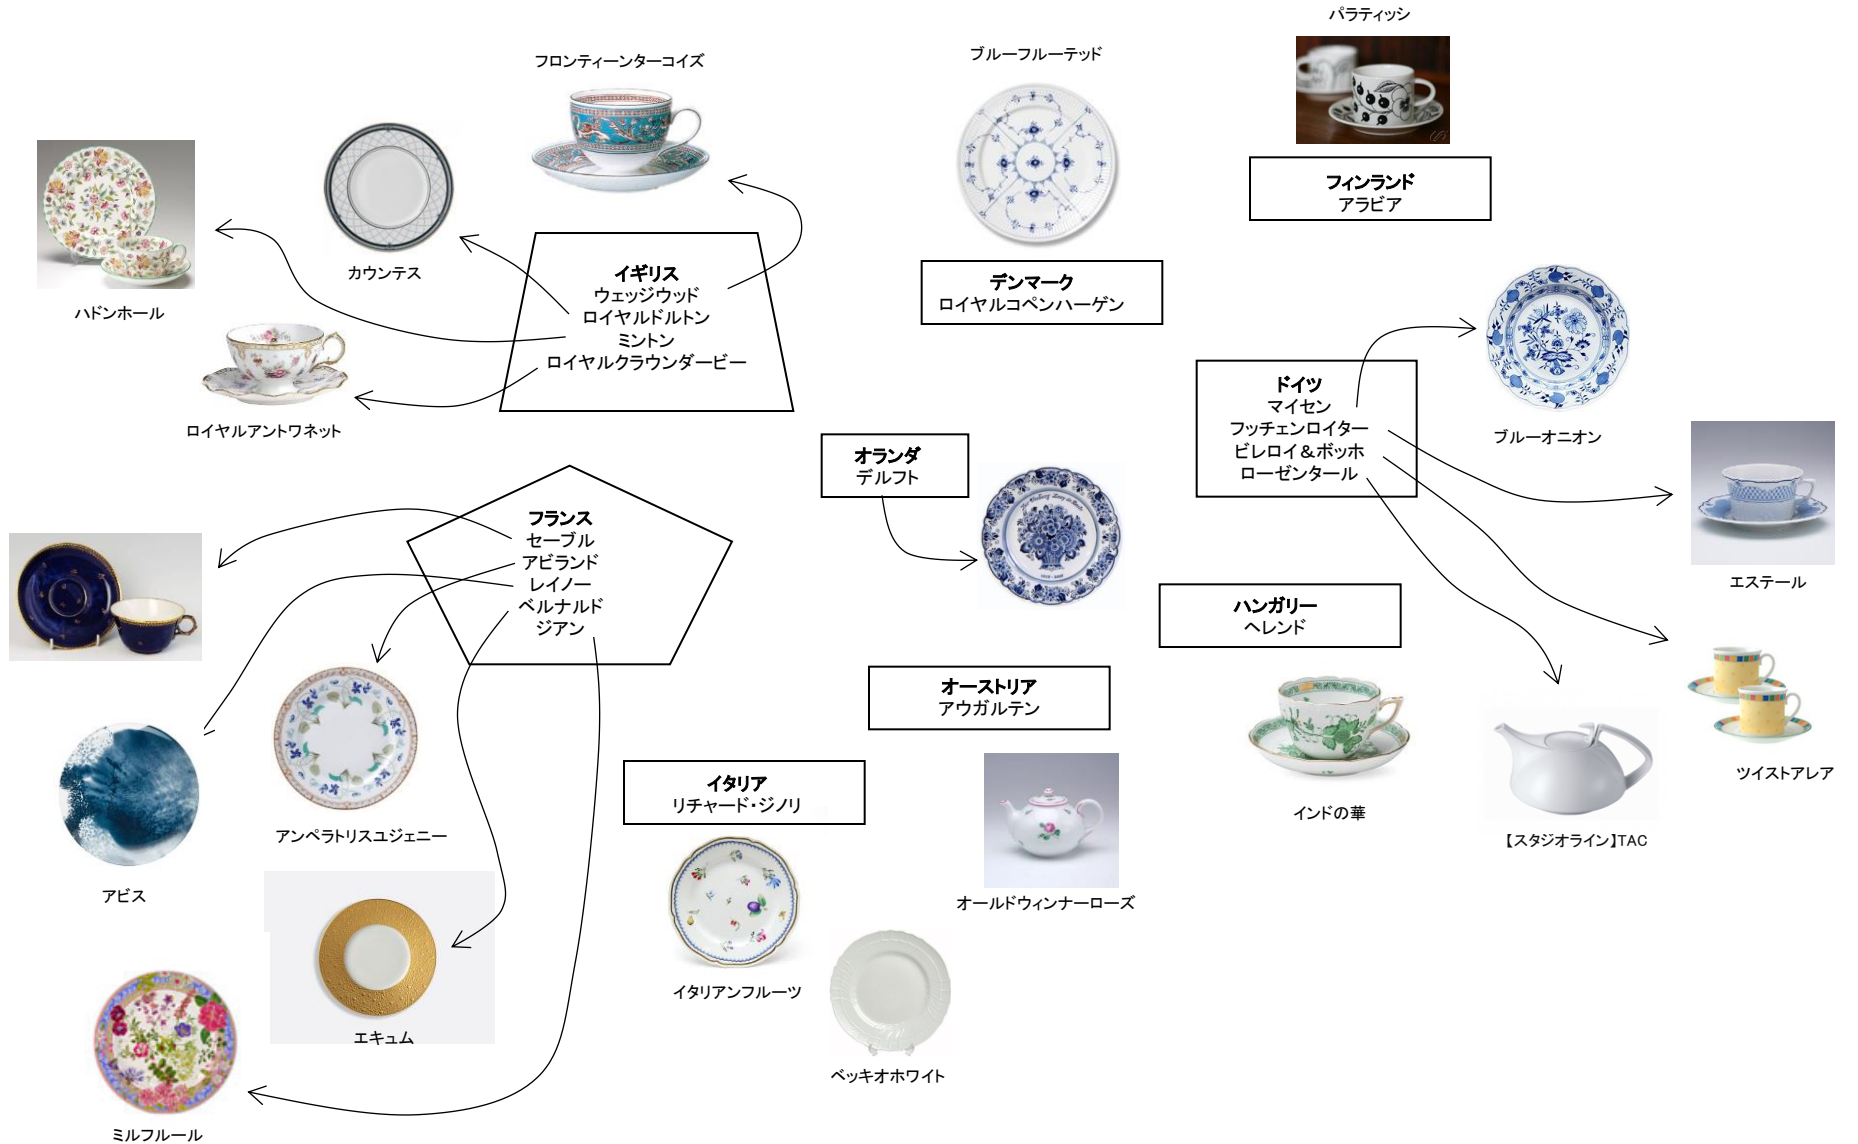 パラティッシ
フロンティーンターコイズ
ブルーフルーテッド
フィンランド
アラビア
カウンテス
ハドンホール
イギリス
ウェッジウッド
ロイヤルドルトン
ミントン
ロイヤルクラウンダービー
デンマーク
ロイヤルコペンハーゲン
ロイヤルアントワネット
ドイツ
マイセン
フッチェンロイター
ビレロイ&ボッホ
ローゼンタール
ブルーオニオン
オランダ
デルフト
フランス
セーブル
アビランド
レイノー
ベルナルド
ジアン
エステール
ハンガリー
ヘレンド
オーストリア
アウガルテン
イタリア
リチャード・ジノリ
ツイストアレア
インドの華
【スタジオライン】TAC
アンペラトリスユジェニー
アビス
オールドウィンナーローズ
イタリアンフルーツ
エキュム
ベッキオホワイト
ミルフルール